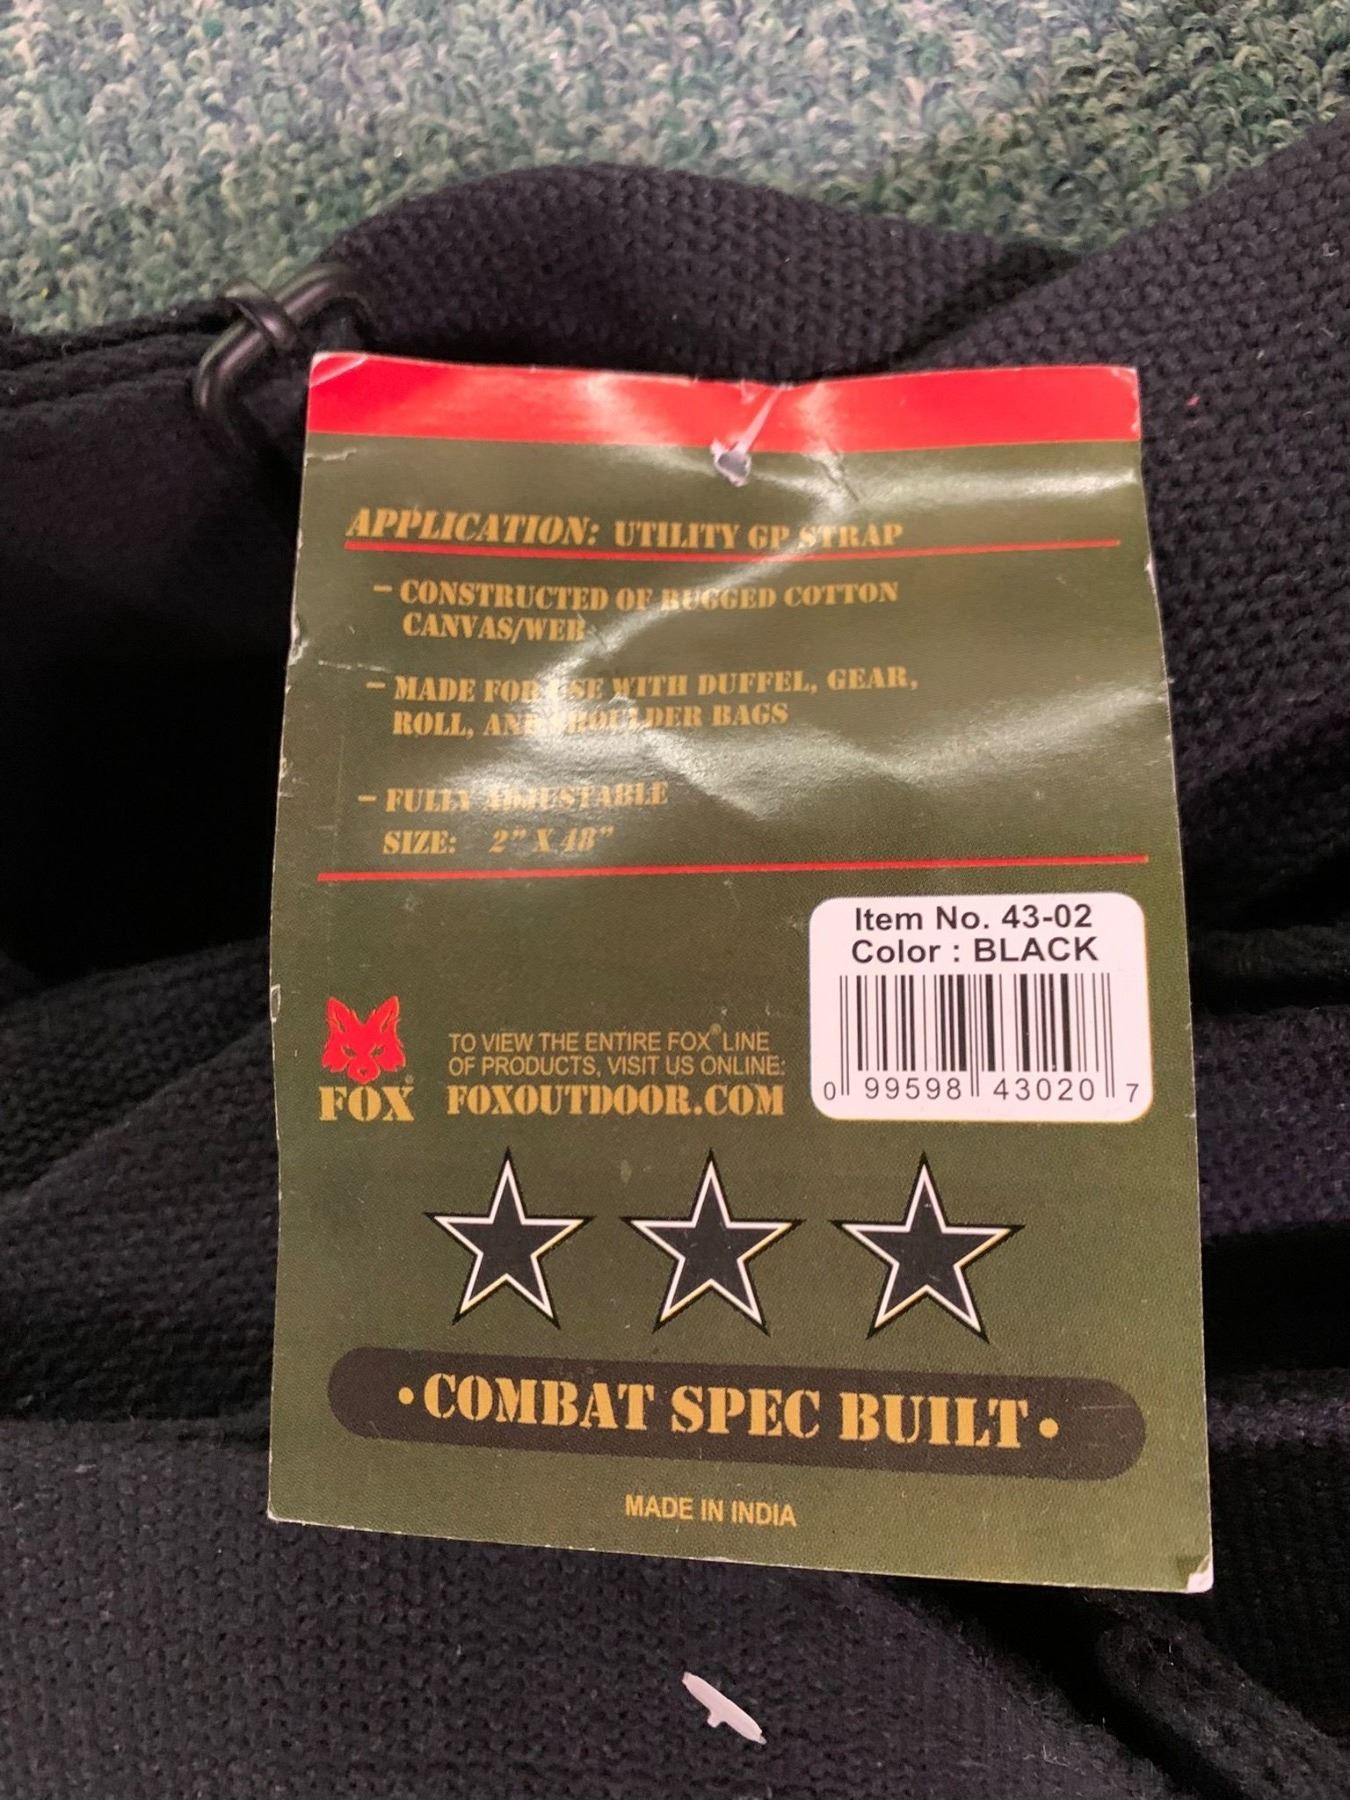 APPLICATION: UTILITY GP STRAP
– CONSTRUCTED OF RUGGED COTTON
CANVAS/WEB
– MADE FOR USE WITH DUFFEL, GEAR,
ROLL, AND SHOULDER BAGS
– FULLY ADJUSTABLE
SIZE: 2" X 48"
Item No. 43-02
Color : BLACK
0 99598 43020 7
TO VIEW THE ENTIRE FOX® LINE
OF PRODUCTS, VISIT US ONLINE:
FOXOUTDOOR.COM
FOX®
• COMBAT SPEC BUILT •
MADE IN INDIA